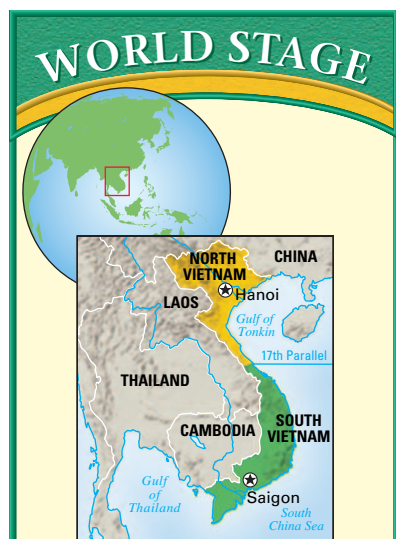 WORLD STAGE
NORTH
VIETNAM
CHINA
Hanoi
LAOS
Gulf of
Tonkin
17th Parallel
THAILAND
CAMBODIA
SOUTH
VIETNAM
Gulf
of
Thailand
Saigon
South
China Sea